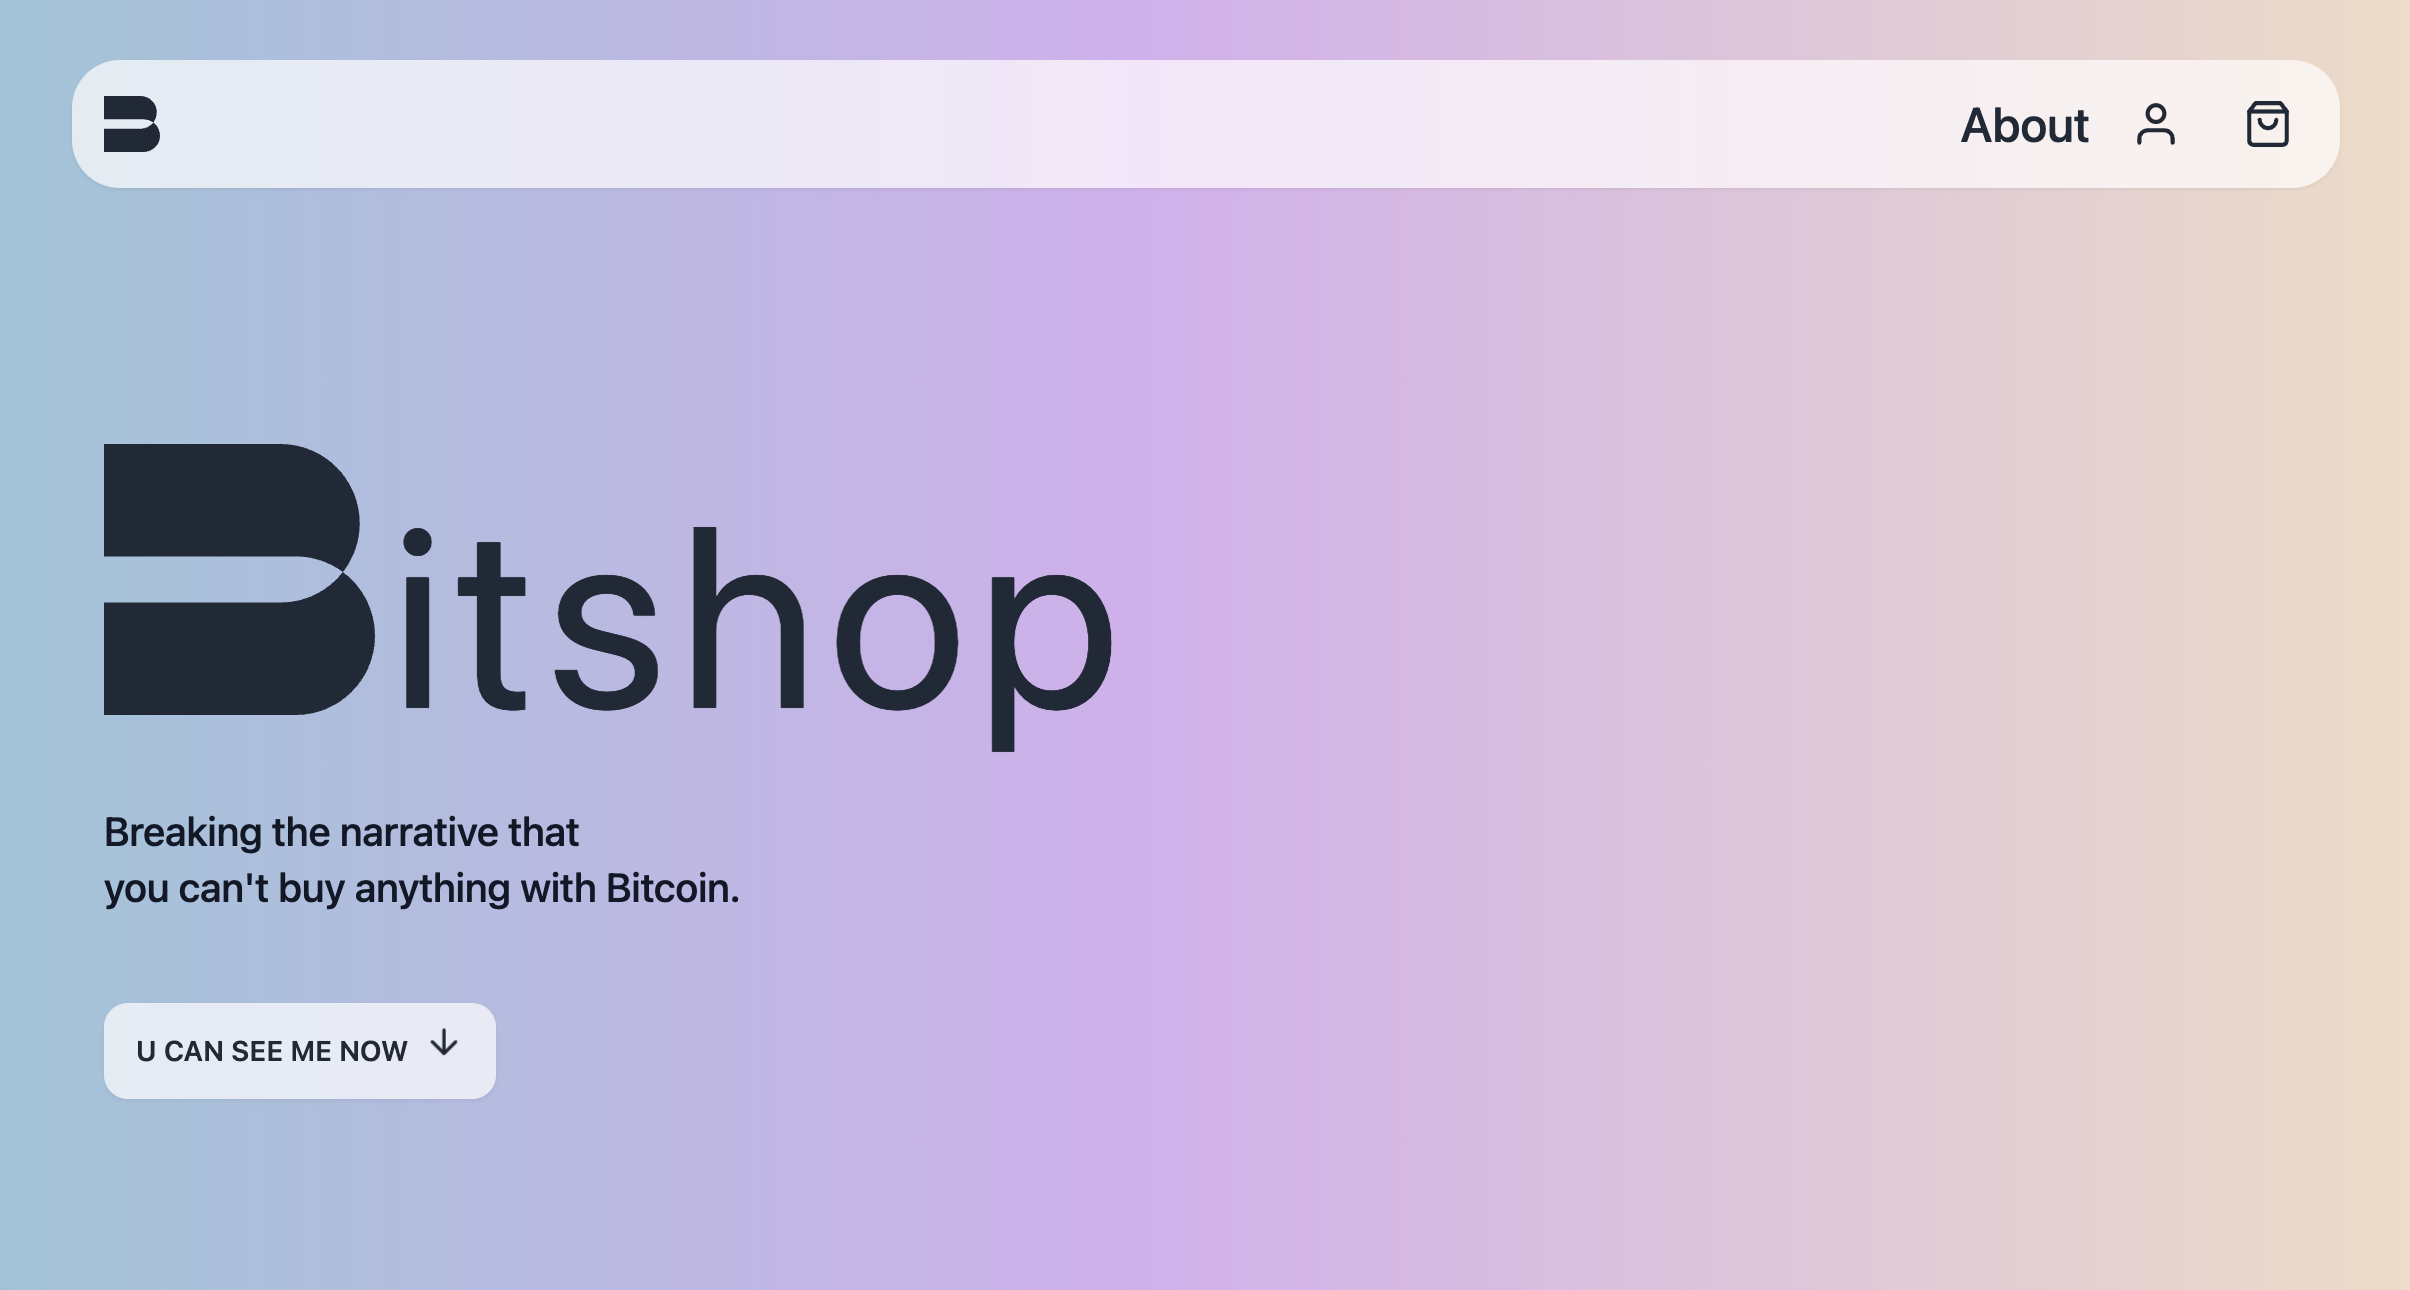 B
About
Bitshop
Breaking the narrative that
you can't buy anything with Bitcoin.
U CAN SEE ME NOW